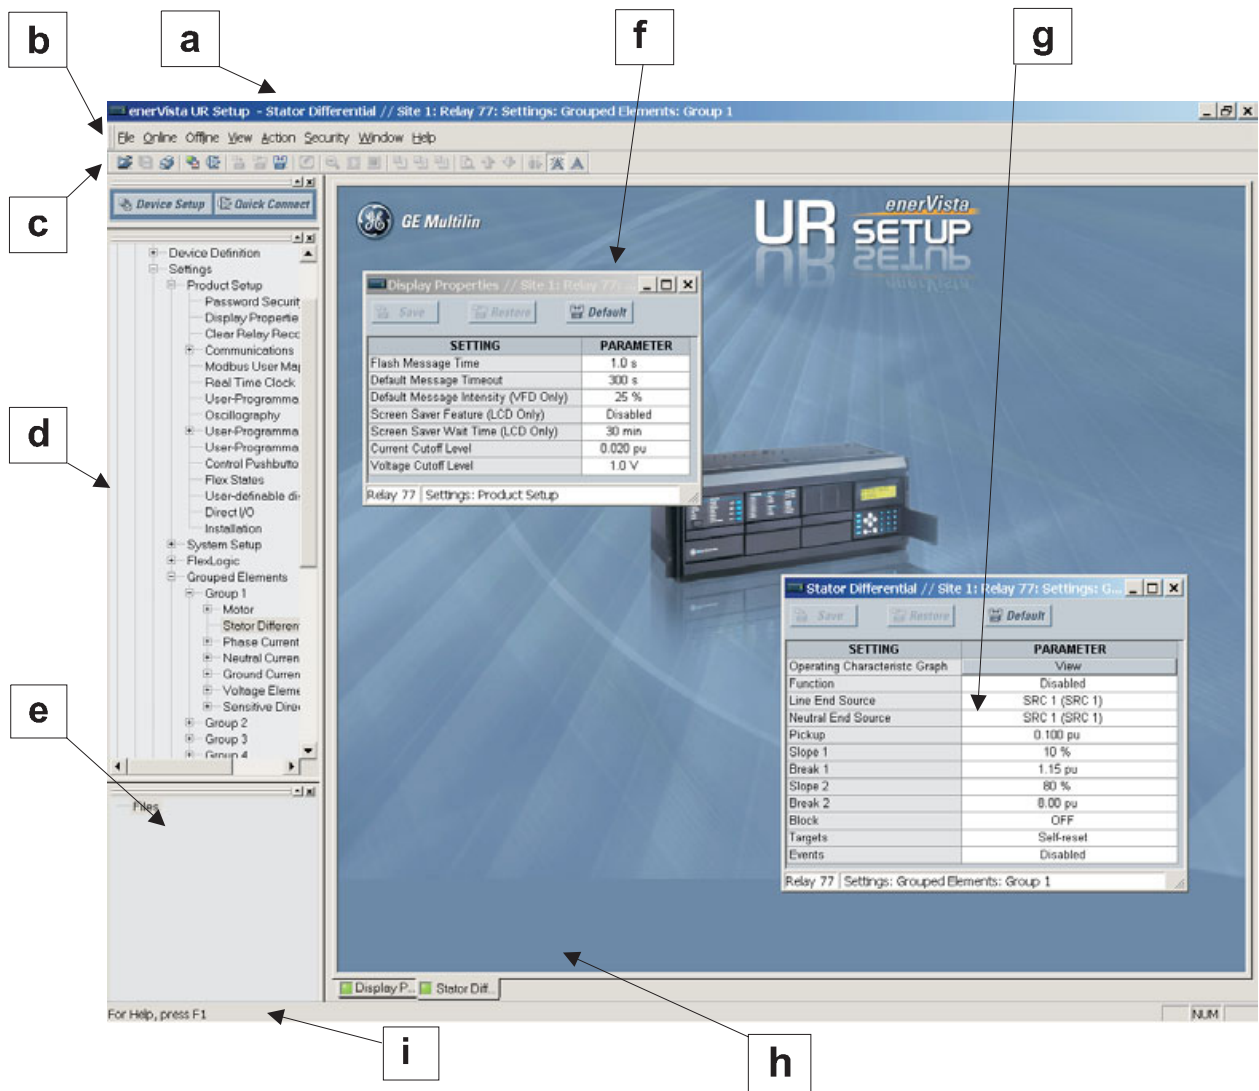 b
a
f
g
enerVista UR Setup - Stator Differential // Site 1: Relay 77: Settings: Grouped Elements: Group 1
File Online Offline View Action Security Window Help
c
Device Setup Quick Connect
Device Definition
Settings
Product Setup
Password Securit
Display Propertie
Clear Relay Reco
Communications
Modbus User Map
Real Time Clock
User-Programma
Oscillography
User-Programma
User-Programma
Control Pushbutto
Flex States
User-definable di
Direct I/O
Installation
System Setup
FlexLogic
Grouped Elements
Group 1
Motor
Stator Differen
Phase Current
Neutral Curren
Ground Curren
Voltage Eleme
Sensitive Direc
Group 2
Group 3
Group 4
d
e
Files
GE Multilin
enerVista
UR SETUP
Display Properties // Site 1: Relay 77: ...
Save Restore Default
SETTING PARAMETER
Flash Message Time 1.0 s
Default Message Timeout 300 s
Default Message Intensity (VFD Only) 25 %
Screen Saver Feature (LCD Only) Disabled
Screen Saver Wait Time (LCD Only) 30 min
Current Cutoff Level 0.020 pu
Voltage Cutoff Level 1.0 V
Relay 77 Settings: Product Setup
Stator Differential // Site 1: Relay 77: Settings: G...
Save Restore Default
SETTING PARAMETER
Operating Characteristc Graph View
Function Disabled
Line End Source SRC 1 (SRC 1)
Neutral End Source SRC 1 (SRC 1)
Pickup 0.100 pu
Slope 1 10 %
Break 1 1.15 pu
Slope 2 80 %
Break 2 8.00 pu
Block OFF
Targets Self-reset
Events Disabled
Relay 77 Settings: Grouped Elements: Group 1
Display P... Stator Diff...
For Help, press F1 NUM
i
h